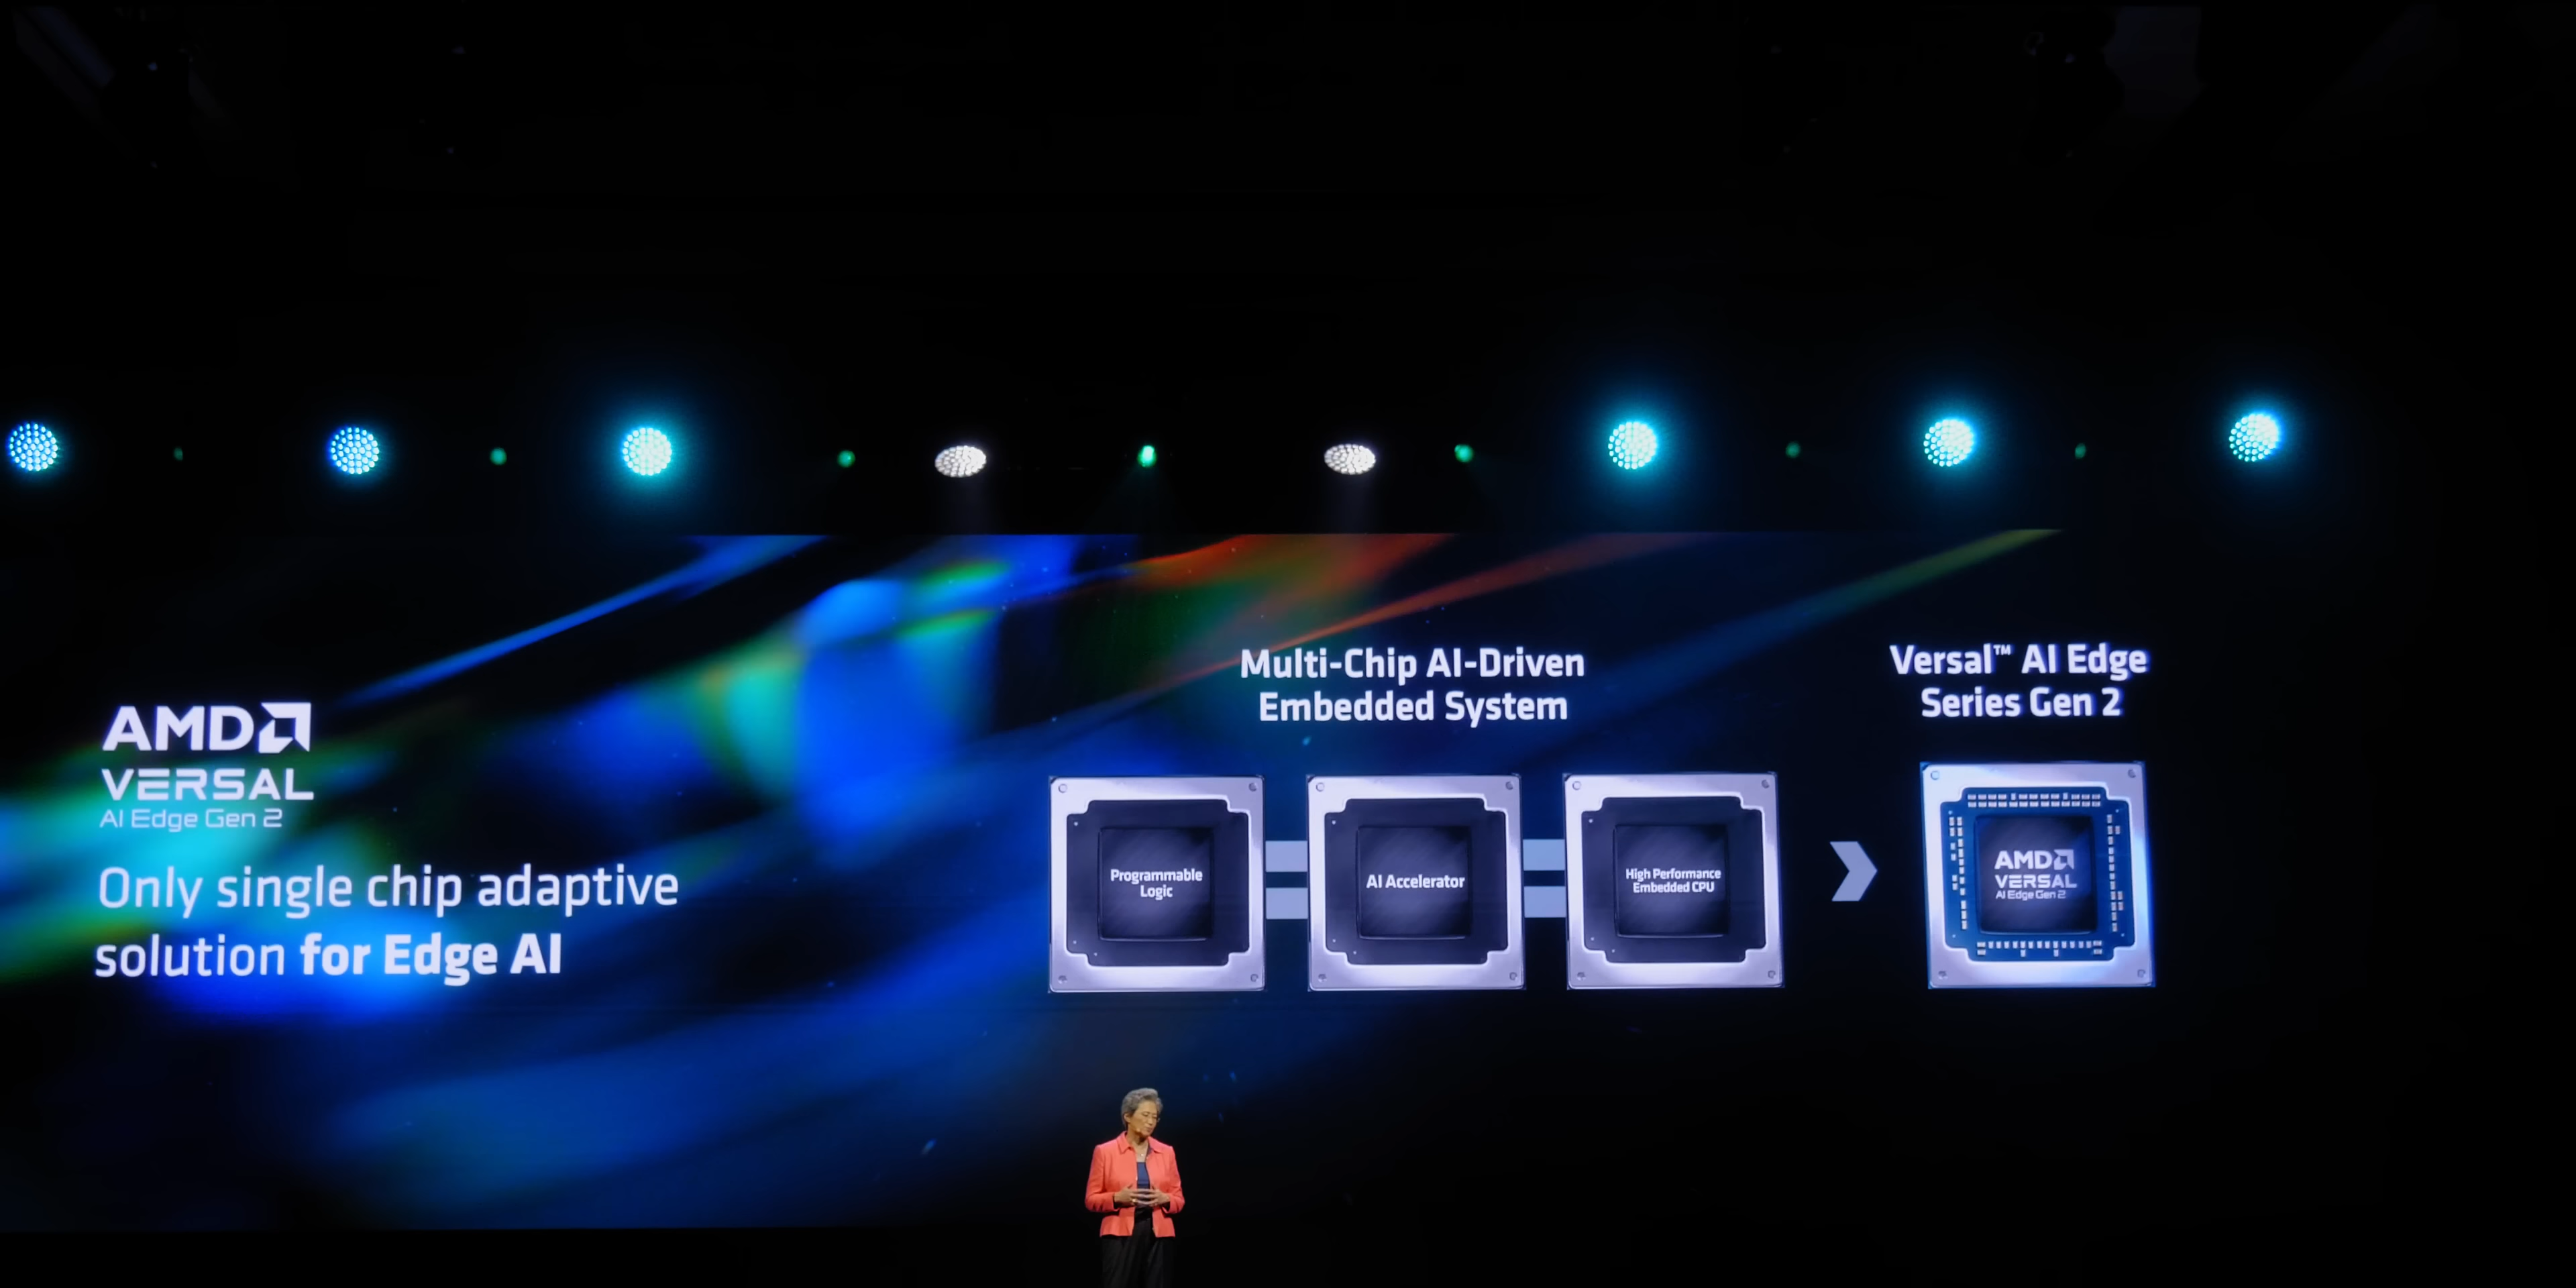 AMD
VERSAL
AI Edge Gen 2
Only single chip adaptive
solution for Edge AI
Multi-Chip AI-Driven
Embedded System
Programmable
Logic
AI Accelerator
High Performance
Embedded CPU
Versal™ AI Edge
Series Gen 2
AMD
VERSAL
AI Edge Gen 2